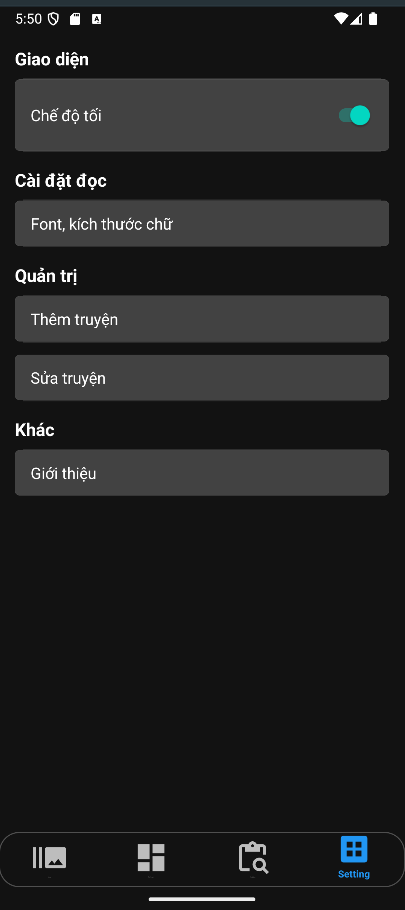 5:50
Giao diện
Chế độ tối
Cài đặt đọc
Font, kích thước chữ
Quản trị
Thêm truyện
Sửa truyện
Khác
Giới thiệu
Setting